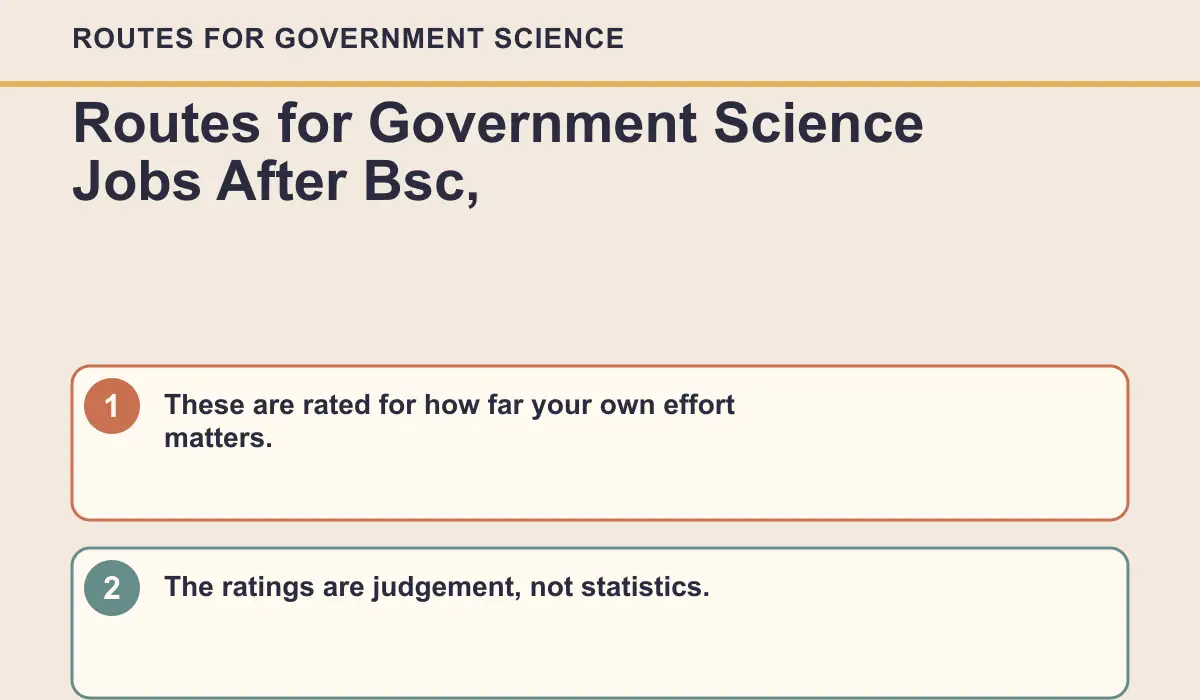 ROUTES FOR GOVERNMENT SCIENCE
Routes for Government Science
Jobs After Bsc,
1
These are rated for how far your own effort
matters.
2
The ratings are judgement, not statistics.